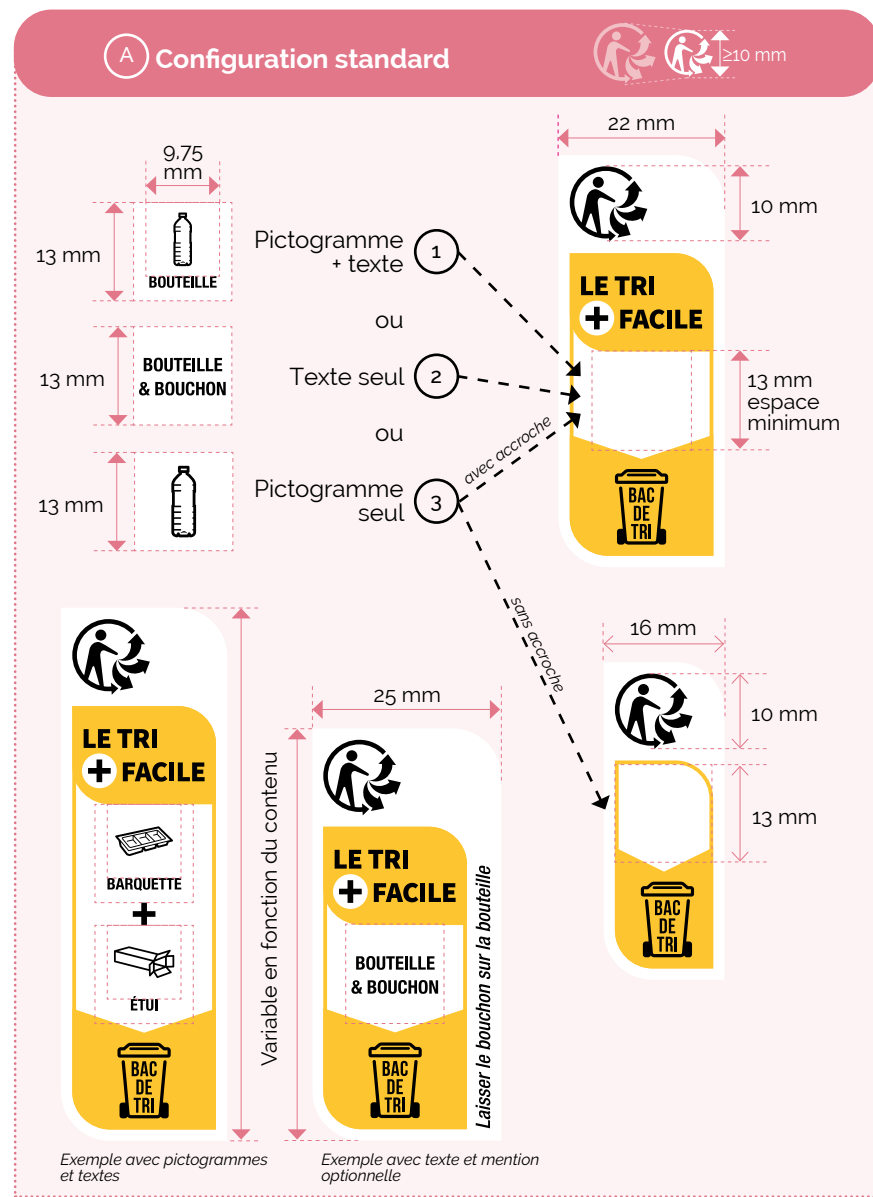 A Configuration standard
≥10 mm
9,75
mm
13 mm
BOUTEILLE
Pictogramme
+ texte
1
ou
13 mm
BOUTEILLE
& BOUCHON
Texte seul
2
ou
13 mm
Pictogramme
seul
3
avec accroche
sans accroche
22 mm
10 mm
LE TRI
+ FACILE
13 mm
espace
minimum
BAC
DE
TRI
16 mm
10 mm
13 mm
BAC
DE
TRI
LE TRI
+ FACILE
BARQUETTE
+
ÉTUI
BAC
DE
TRI
Variable en fonction du contenu
25 mm
LE TRI
+ FACILE
BOUTEILLE
& BOUCHON
BAC
DE
TRI
Laisser le bouchon sur la bouteille
Exemple avec pictogrammes
et textes
Exemple avec texte et mention
optionnelle